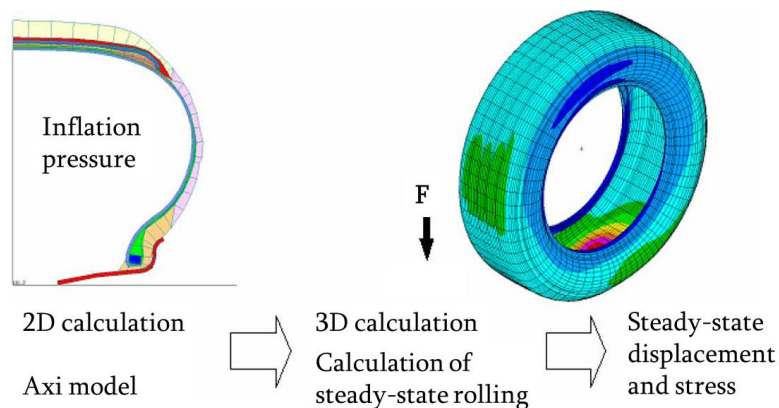 Inflation
pressure
F
2D calculation
Axi model
3D calculation
Calculation of
steady-state rolling
Steady-state
displacement
and stress